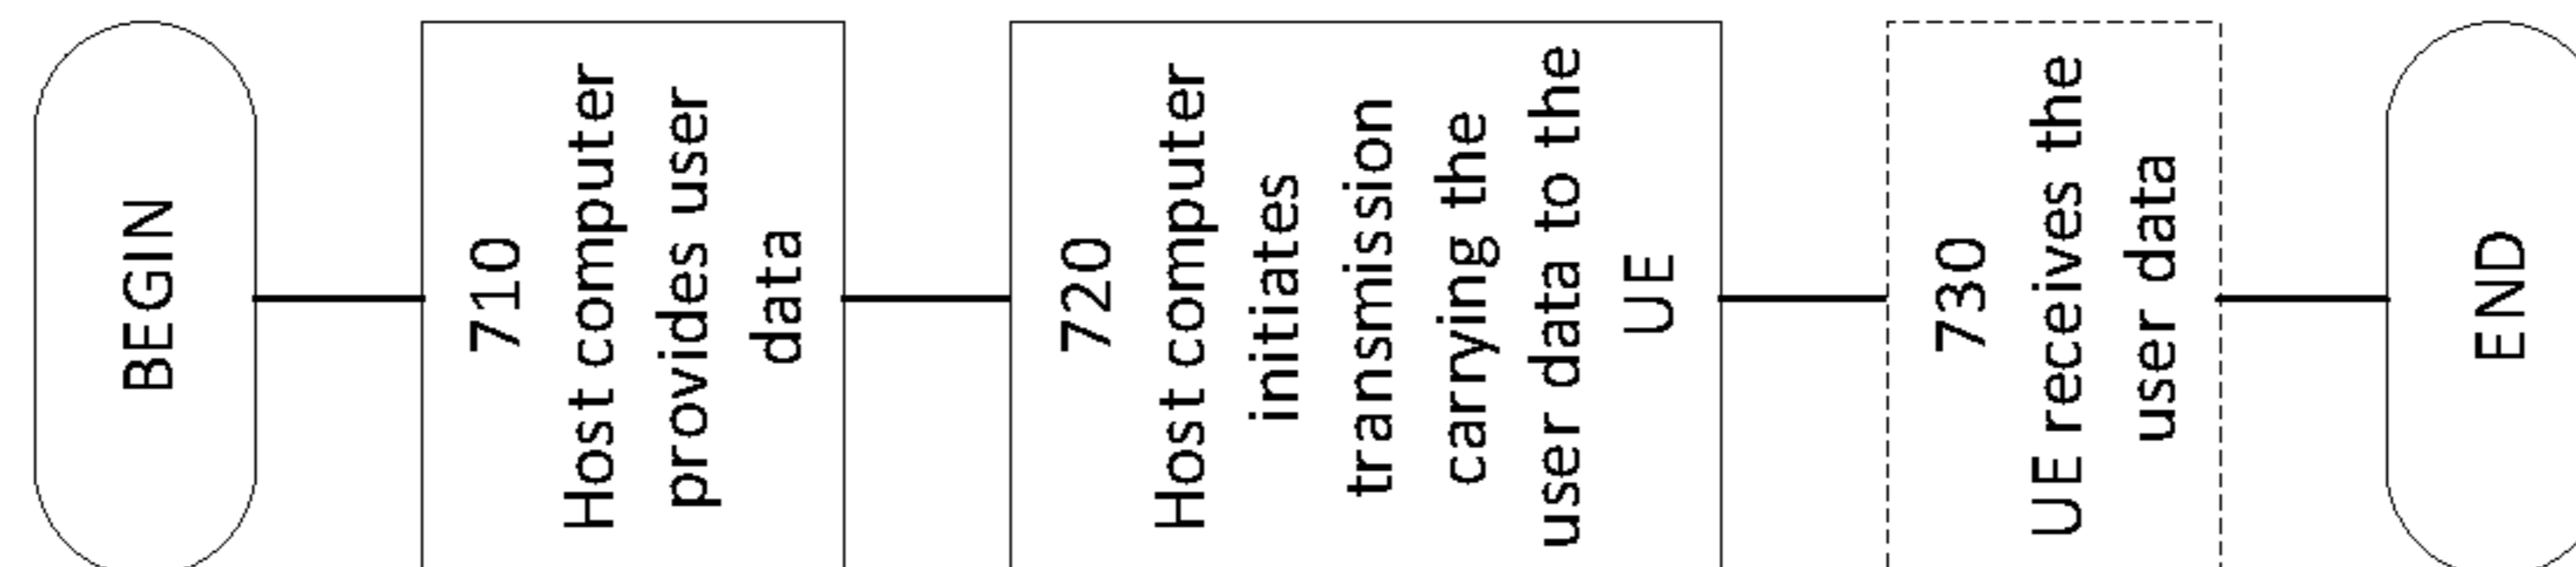 BEGIN
710
Host computer
provides user
data
720
Host computer
initiates
transmission
carrying the
user data to the
UE
730
UE receives the
user data
END